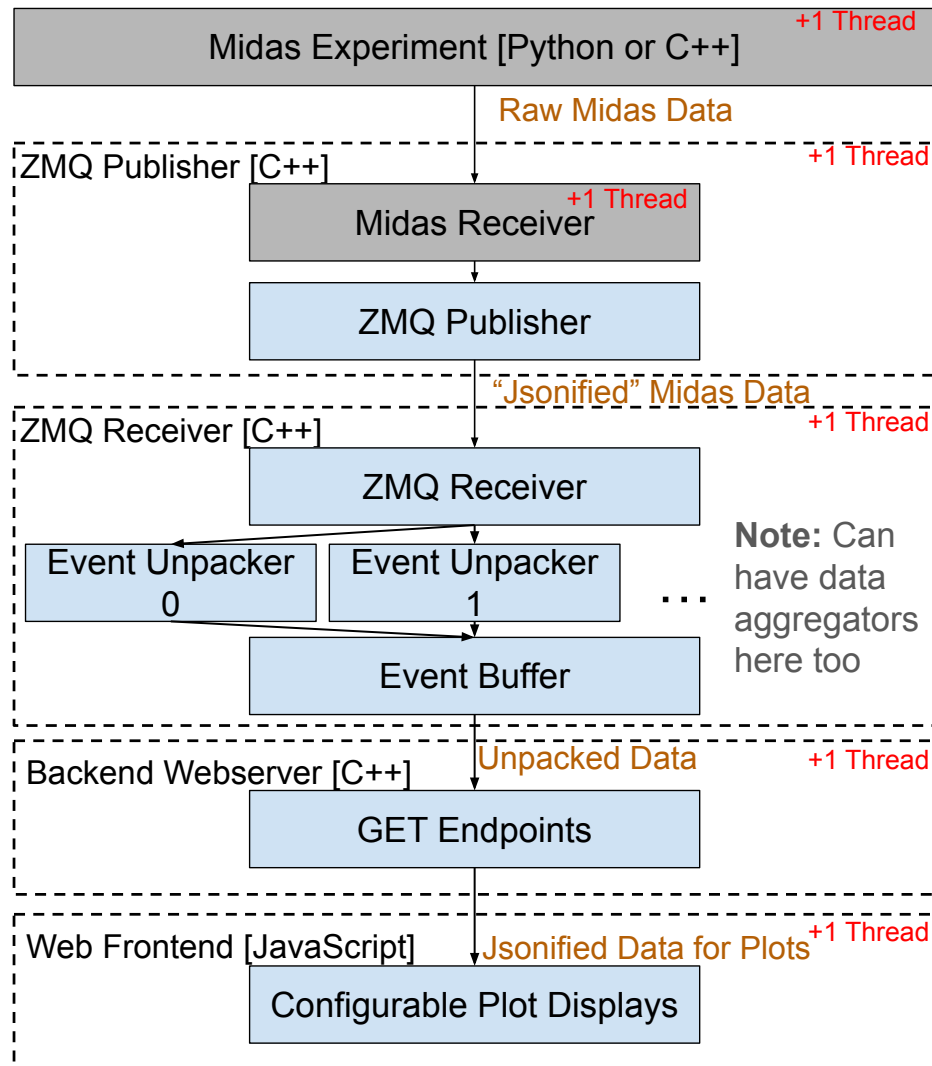 +1 Thread
Midas Experiment [Python or C++]
Raw Midas Data
+1 Thread
ZMQ Publisher [C++]
+1 Thread
Midas Receiver
ZMQ Publisher
“Jsonified” Midas Data
+1 Thread
ZMQ Receiver [C++]
ZMQ Receiver
Event Unpacker
0
Event Unpacker
1
...
Note: Can
have data
aggregators
here too
Event Buffer
Unpacked Data
+1 Thread
Backend Webserver [C++]
GET Endpoints
+1 Thread
Web Frontend [JavaScript]
Jsonified Data for Plots
Configurable Plot Displays